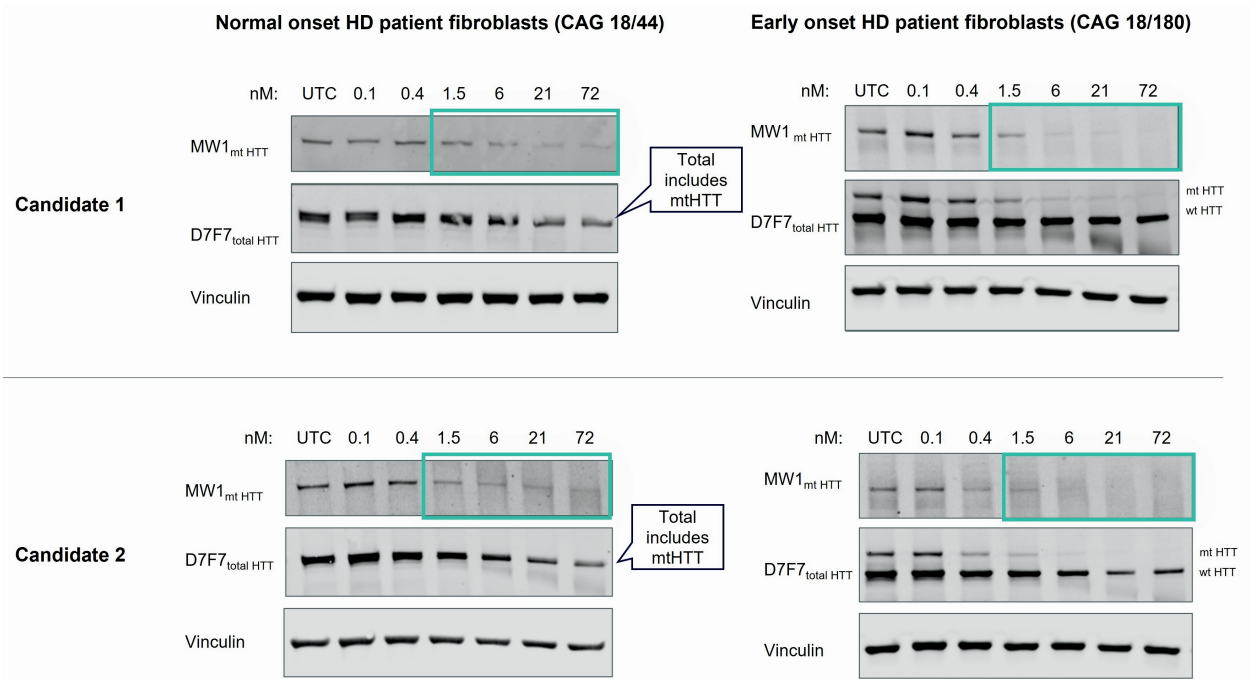 Normal onset HD patient fibroblasts (CAG 18/44)
Early onset HD patient fibroblasts (CAG 18/180)
nM: UTC 0.1 0.4 1.5 6 21 72
nM: UTC 0.1 0.4 1.5 6 21 72
Candidate 1
MW1mt HTT
D7F7total HTT
Vinculin
Total
includes
mtHTT
MW1mt HTT
D7F7total HTT
mt HTT
wt HTT
Vinculin
nM: UTC 0.1 0.4 1.5 6 21 72
nM: UTC 0.1 0.4 1.5 6 21 72
Candidate 2
MW1mt HTT
D7F7total HTT
Vinculin
Total
includes
mtHTT
MW1mt HTT
D7F7total HTT
mt HTT
wt HTT
Vinculin